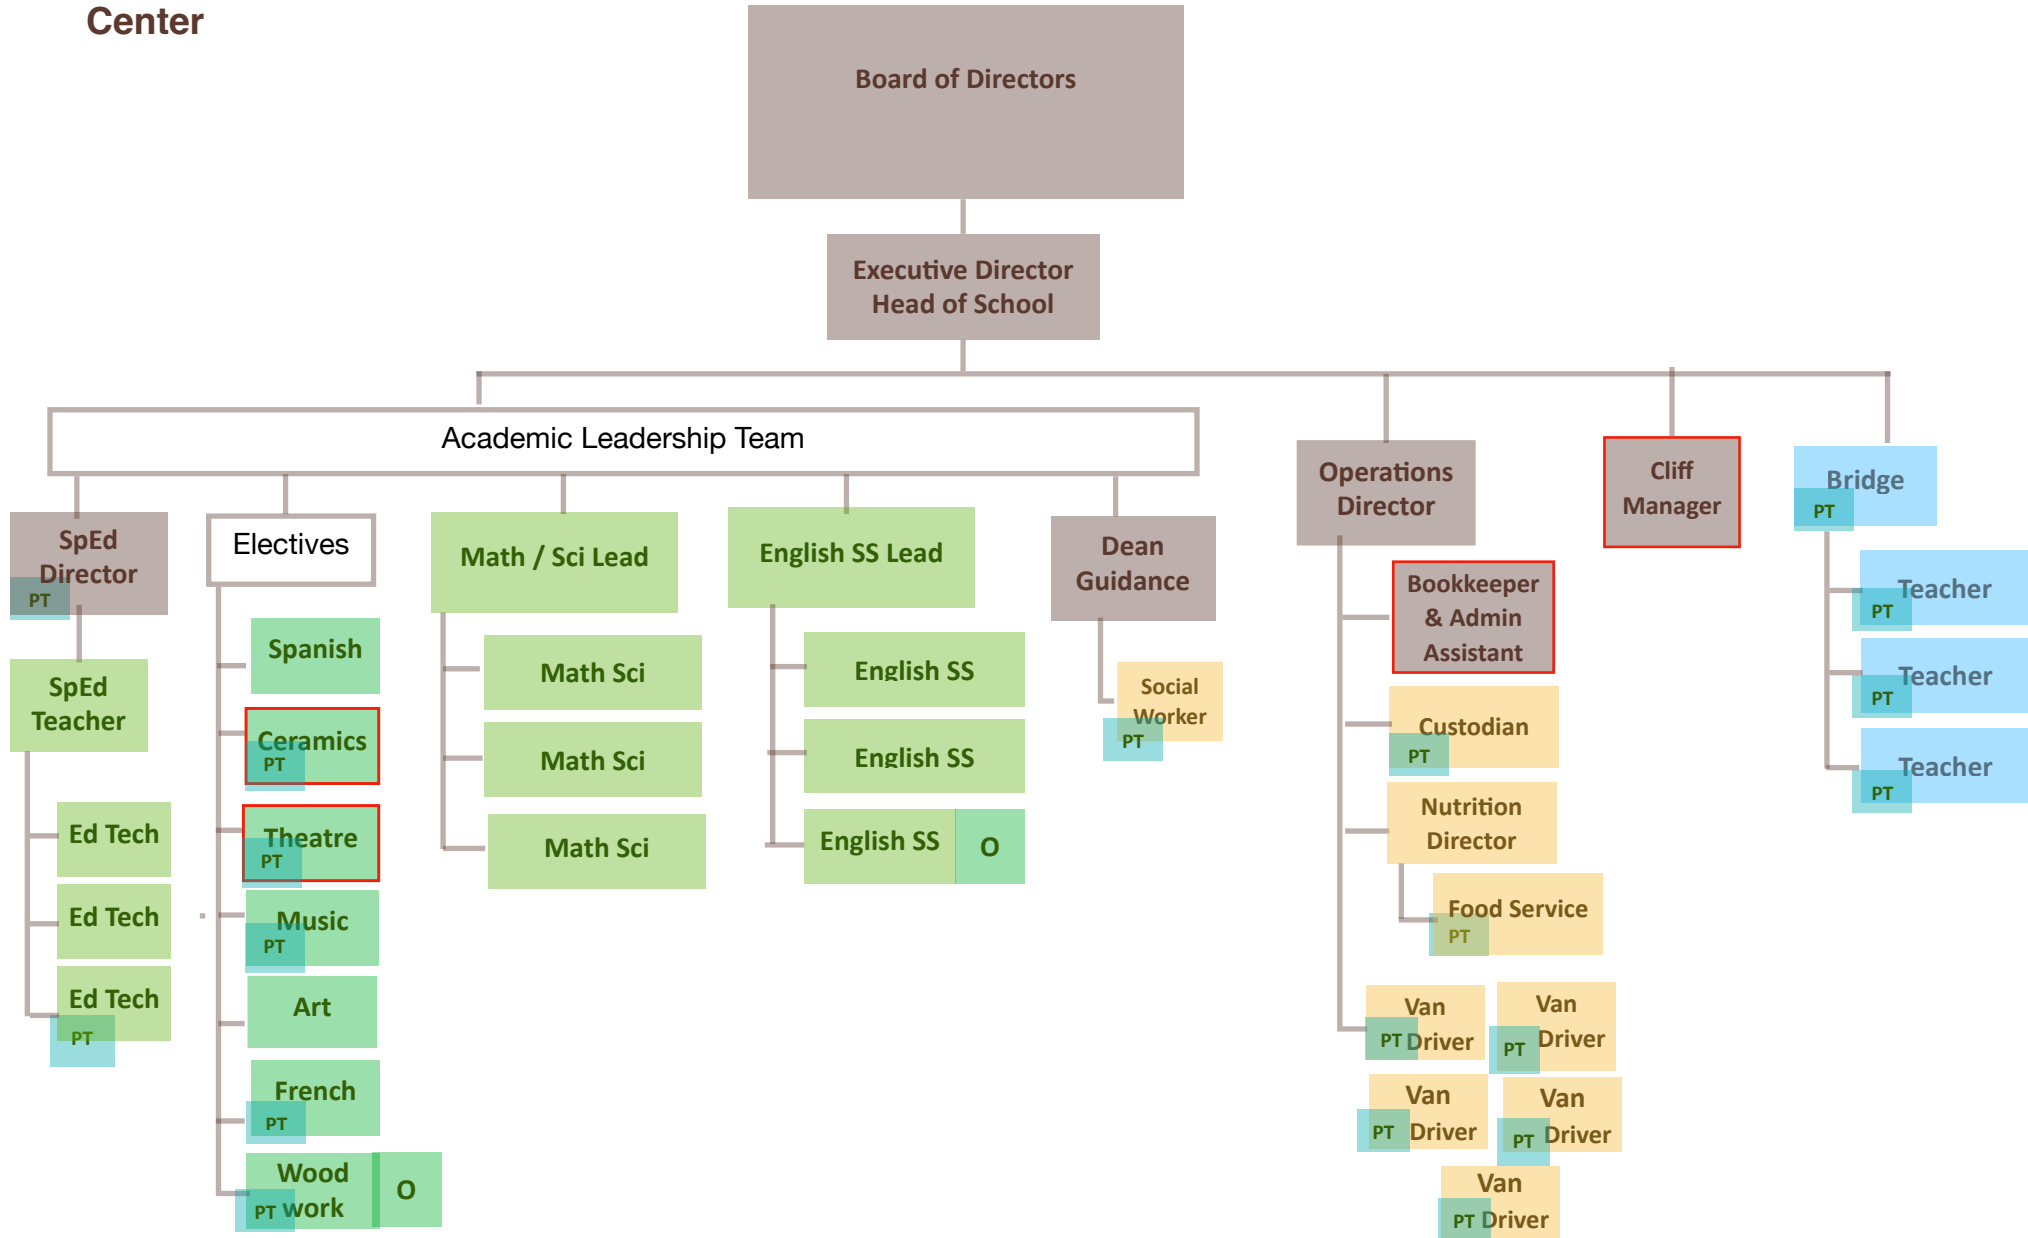 Center
Board of Directors
Executive Director
Head of School
Academic Leadership Team
SpEd
Director
PT
SpEd
Teacher
Ed Tech
Ed Tech
Ed Tech
PT
Electives
Spanish
Ceramics
PT
Theatre
PT
Music
PT
Art
French
PT
Wood
work
PT
O
Math / Sci Lead
Math Sci
Math Sci
Math Sci
English SS Lead
English SS
English SS
English SS
O
Dean
Guidance
Social
Worker
PT
Operations
Director
Bookkeeper
& Admin
Assistant
Custodian
PT
Nutrition
Director
Food Service
PT
Van
Driver
PT
Van
Driver
PT
Van
Driver
PT
Van
Driver
PT
Van
Driver
PT
Cliff
Manager
Bridge
PT
Teacher
PT
Teacher
PT
Teacher
PT